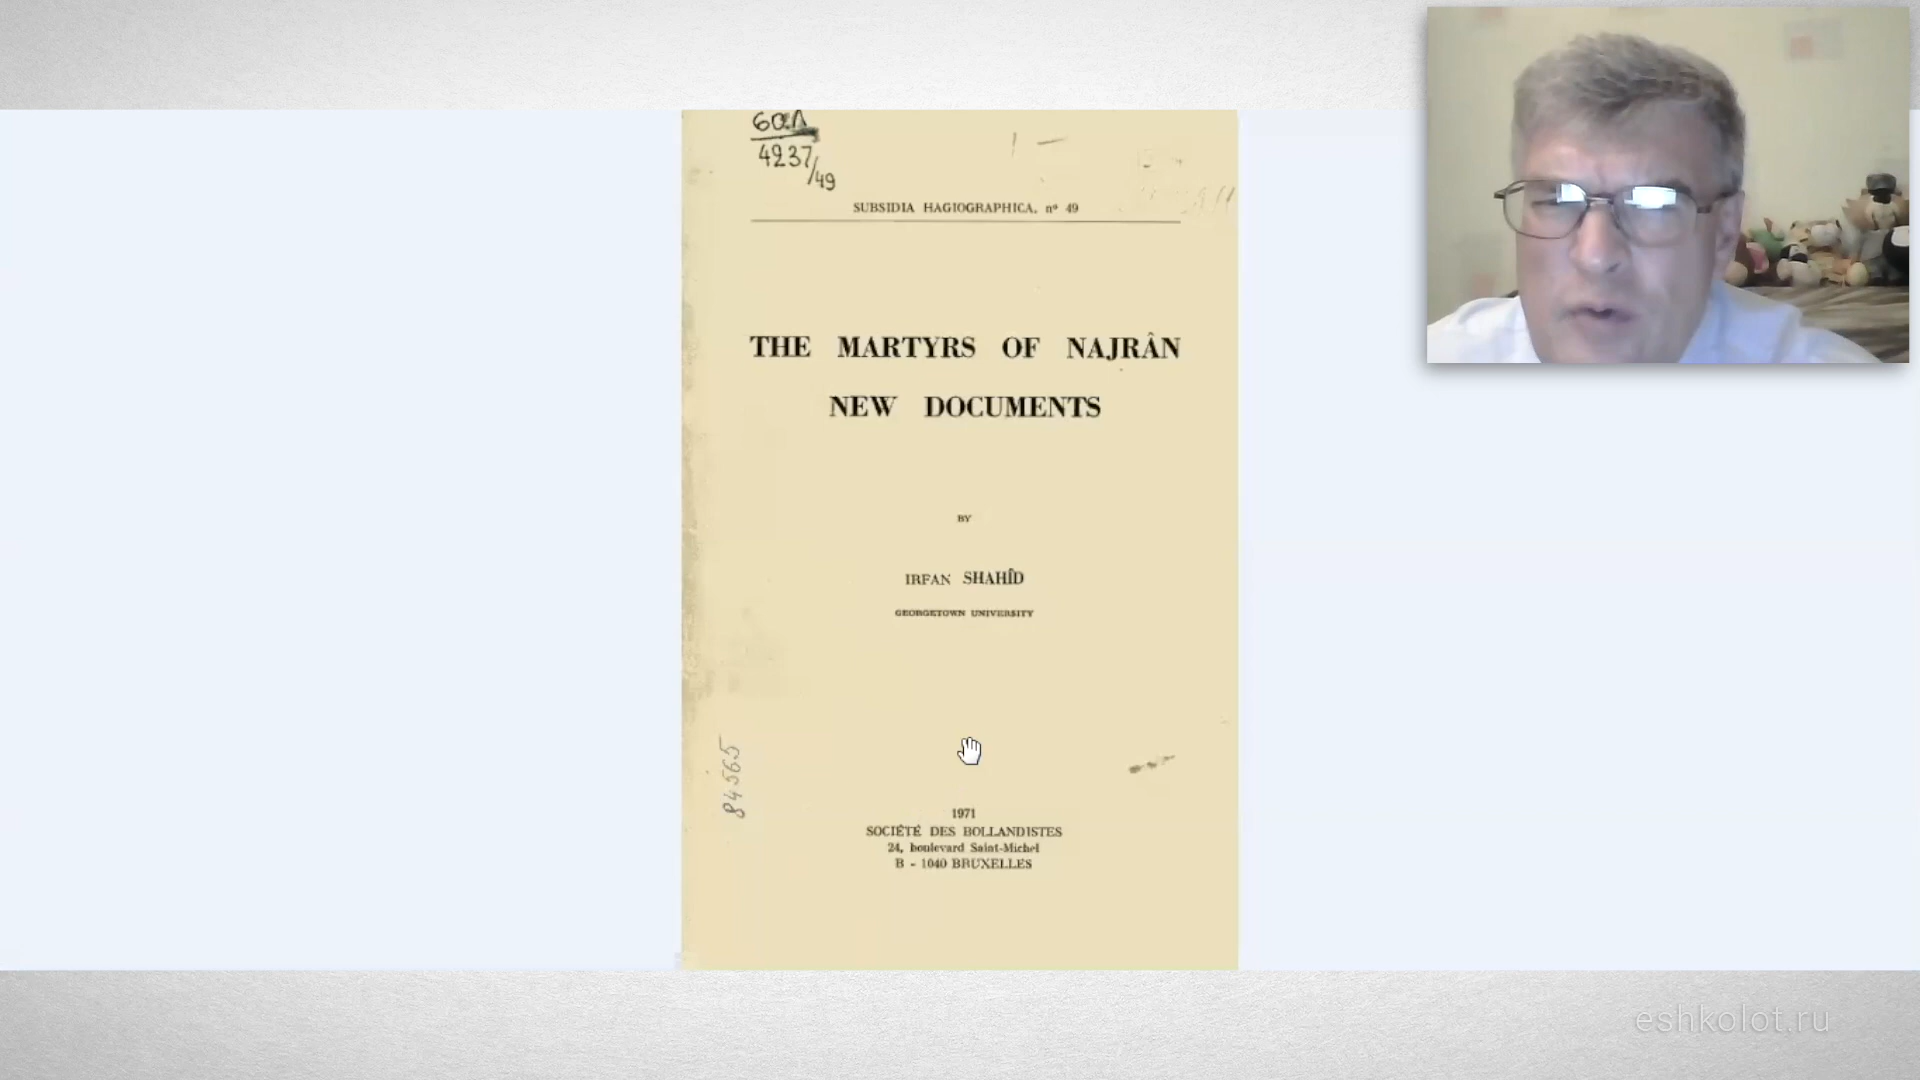 4237/49
SUBSIDIA HAGIOGRAPHICA, nº 49
THE MARTYRS OF NAJRÂN
NEW DOCUMENTS
BY
IRFAN SHAHÎD
GEORGETOWN UNIVERSITY
84565
1971
SOCIÉTÉ DES BOLLANDISTES
24, boulevard Saint-Michel
B - 1040 BRUXELLES
eshkolot.ru